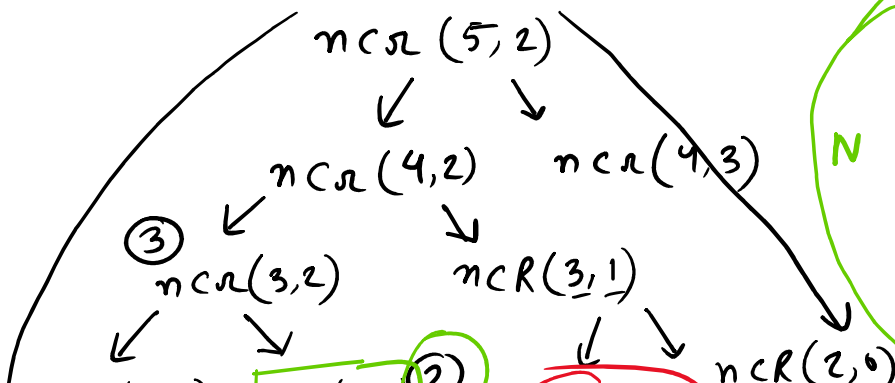 ncr (5,2)
ncr (4,2) ncr(4,3)
N
3
ncr(3,2) ncR(3,1)
ncR(2,0)
2